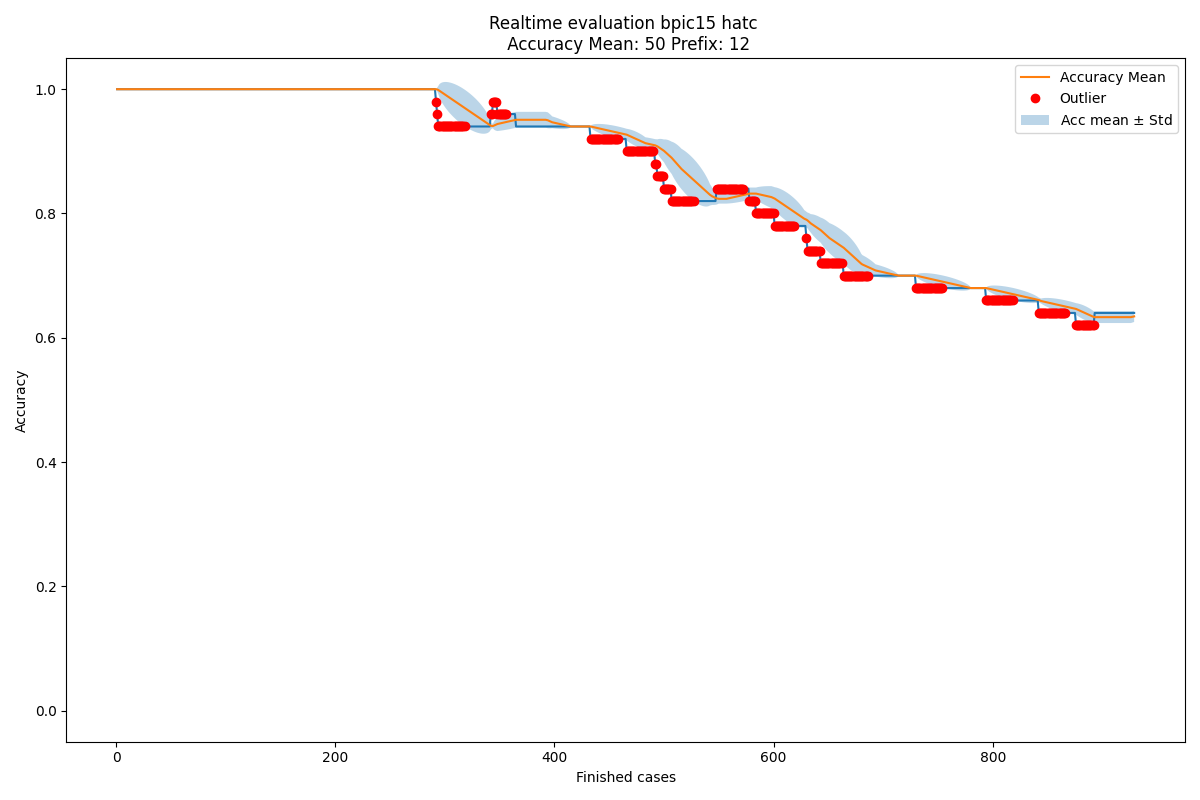 Realtime evaluation bpic15 hatc
Accuracy Mean: 50 Prefix: 12
Accuracy Mean
Outlier
Acc mean ± Std
1.0
0.8
0.6
0.4
0.2
0.0
Accuracy
0
200
400
600
800
Finished cases